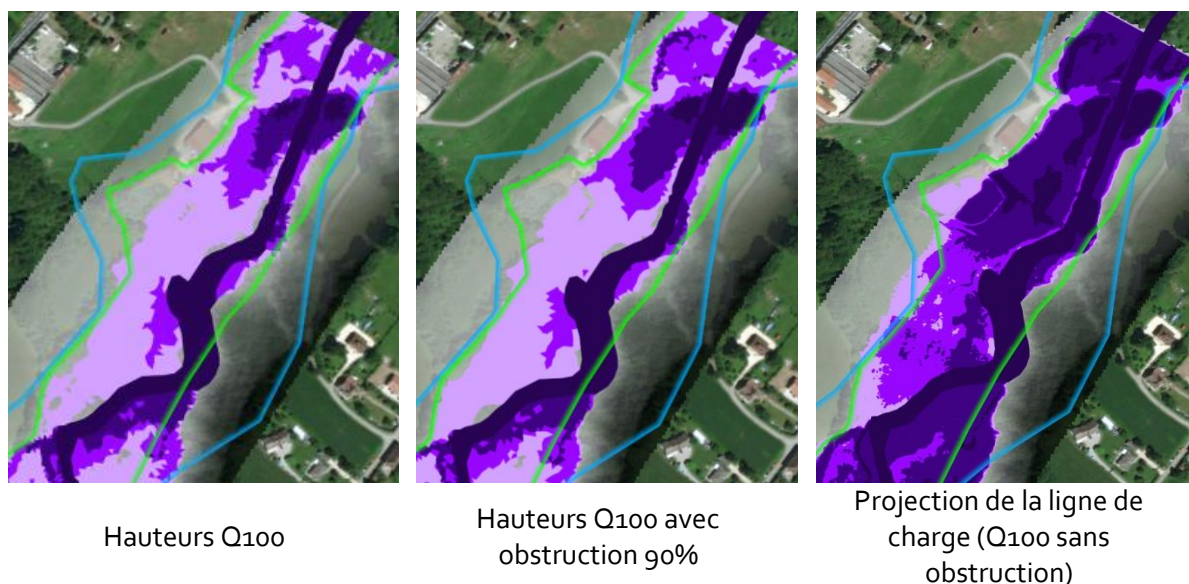 Hauteurs Q100
Hauteurs Q100 avec
obstruction 90%
Projection de la ligne de
charge (Q100 sans
obstruction)